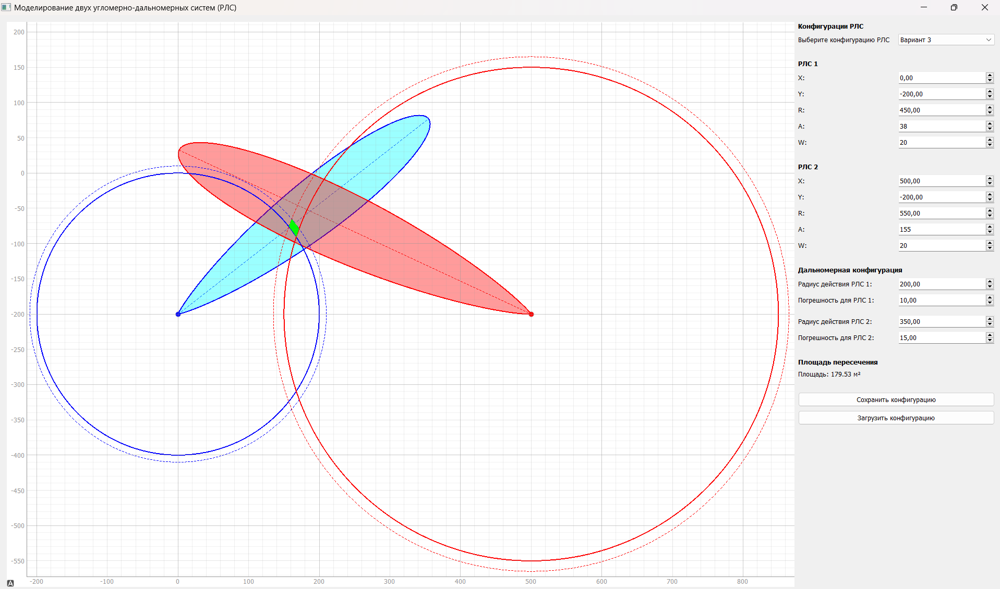 Моделирование двух угломерно-дальномерных систем (РЛС)
200
150
100
50
0
-50
-100
-150
-200
-250
-300
-350
-400
-450
-500
-550
-200 -100 0 100 200 300 400 500 600 700 800
A
Конфигурации РЛС
Выберите конфигурацию РЛС Вариант 3
РЛС 1
X: 0,00
Y: -200,00
R: 450,00
A: 38
W: 20
РЛС 2
X: 500,00
Y: -200,00
R: 550,00
A: 155
W: 20
Дальномерная конфигурация
Радиус действия РЛС 1: 200,00
Погрешность для РЛС 1: 10,00
Радиус действия РЛС 2: 350,00
Погрешность для РЛС 2: 15,00
Площадь пересечения
Площадь: 179.53 м²
Сохранить конфигурацию
Загрузить конфигурацию